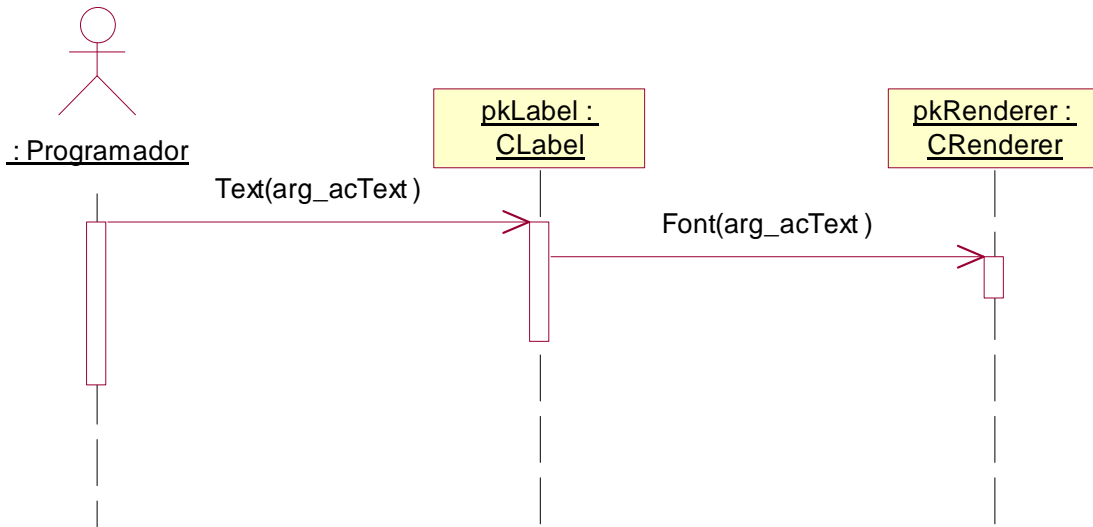 pkLabel :
CLabel
pkRenderer :
CRenderer
: Programador
Text(arg_acText )
Font(arg_acText )